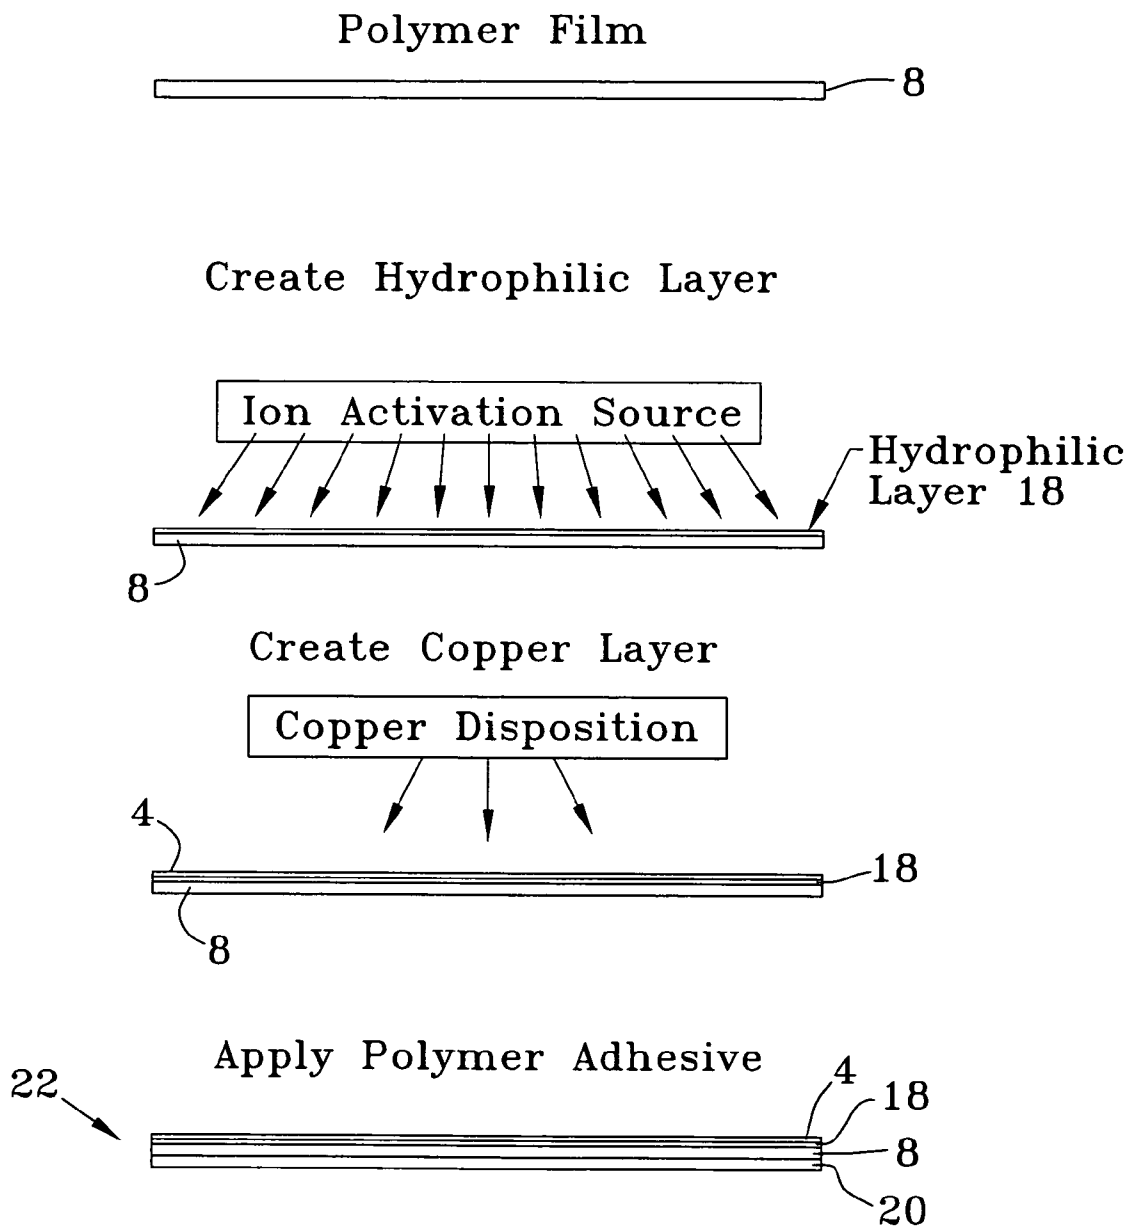 Polymer Film
8
Create Hydrophilic Layer
Ion Activation Source
Hydrophilic
Layer 18
8
Create Copper Layer
Copper Disposition
4
18
8
Apply Polymer Adhesive
22
4
18
8
20